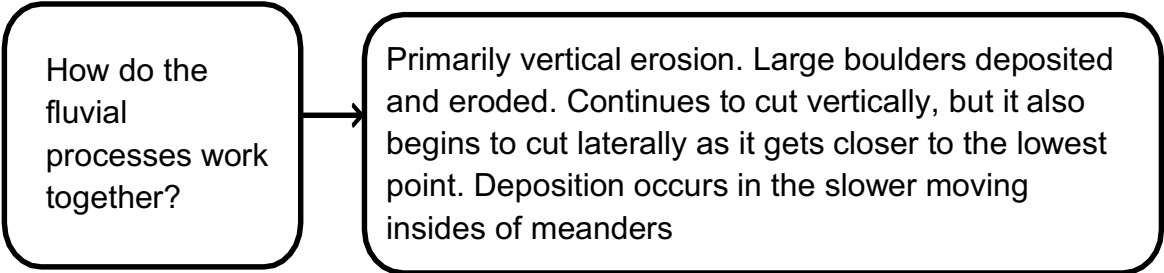 How do the
fluvial
processes work
together?
Primarily vertical erosion. Large boulders deposited
and eroded. Continues to cut vertically, but it also
begins to cut laterally as it gets closer to the lowest
point. Deposition occurs in the slower moving
insides of meanders